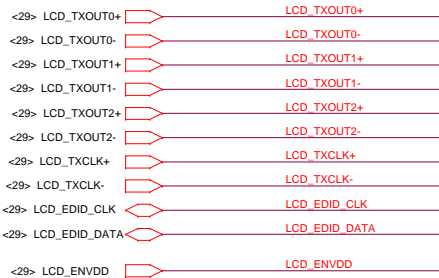 <29> LCD_TXOUT0+ LCD_TXOUT0+
<29> LCD_TXOUT0- LCD_TXOUT0-
<29> LCD_TXOUT1+ LCD_TXOUT1+
<29> LCD_TXOUT1- LCD_TXOUT1-
<29> LCD_TXOUT2+ LCD_TXOUT2+
<29> LCD_TXOUT2- LCD_TXOUT2-
<29> LCD_TXCLK+ LCD_TXCLK+
<29> LCD_TXCLK- LCD_TXCLK-
<29> LCD_EDID_CLK LCD_EDID_CLK
<29> LCD_EDID_DATA LCD_EDID_DATA
<29> LCD_ENVDD LCD_ENVDD